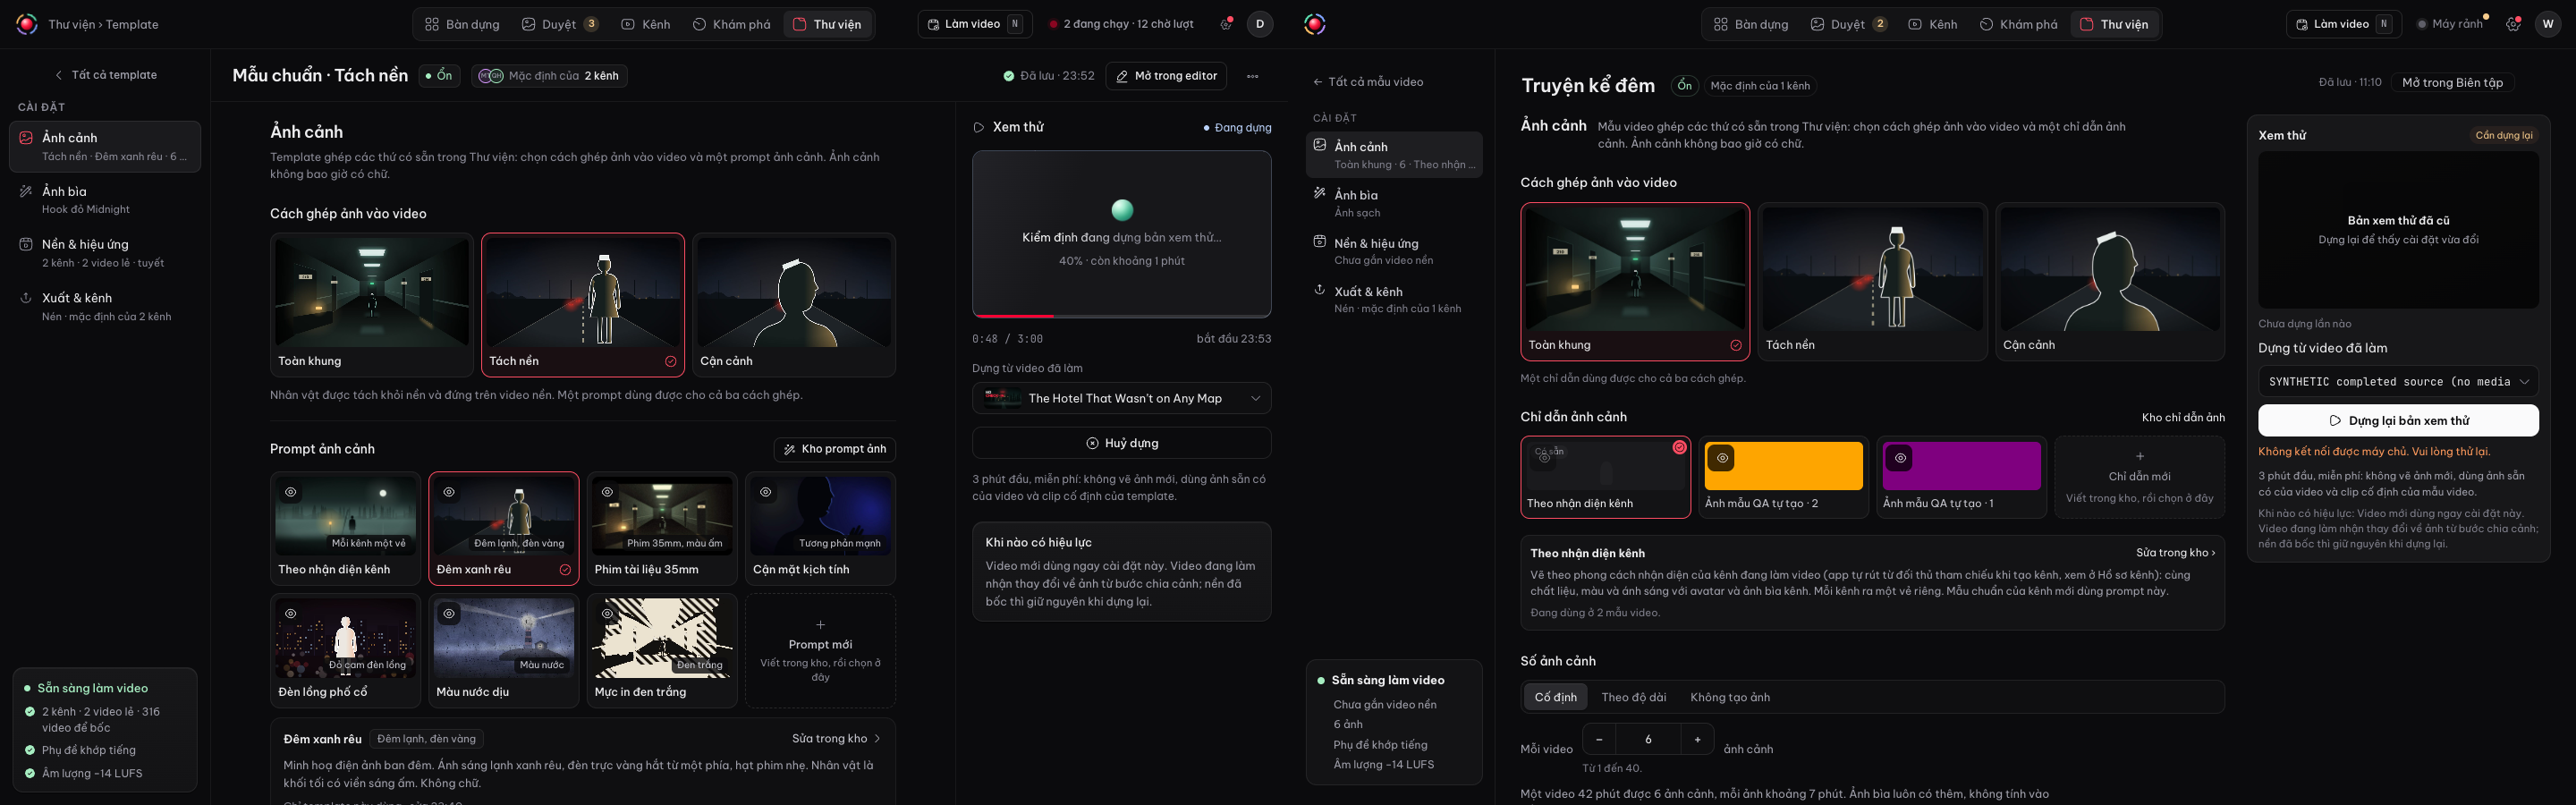 Thư viện › Template
Bàn dựng
Duyệt 3
Kênh
Khám phá
Thư viện
Làm video N
2 đang chạy · 12 chờ lượt
D
Tất cả template
CÀI ĐẶT
Ảnh cảnh
Tách nền · Đêm xanh rêu · 6 ...
Ảnh bìa
Hook đỏ Midnight
Nền & hiệu ứng
2 kênh · 2 video lẻ · tuyết
Xuất & kênh
Nén · mặc định của 2 kênh
Sẵn sàng làm video
2 kênh · 2 video lẻ · 316
video để bốc
Phụ đề khớp tiếng
Âm lượng -14 LUFS
Mẫu chuẩn · Tách nền
Ổn
Mặc định của 2 kênh
Đã lưu · 23:52
Mở trong editor
Ảnh cảnh
Template ghép các thứ có sẵn trong Thư viện: chọn cách ghép ảnh vào video và một prompt ảnh cảnh. Ảnh cảnh
không bao giờ có chữ.
Cách ghép ảnh vào video
Toàn khung
Tách nền
Cận cảnh
Nhân vật được tách khỏi nền và đứng trên video nền. Một prompt dùng được cho cả ba cách ghép.
Prompt ảnh cảnh
Kho prompt ảnh
Mỗi kênh một vẻ
Theo nhận diện kênh
Đêm lạnh, đèn vàng
Đêm xanh rêu
Phim 35mm, màu ấm
Phim tài liệu 35mm
Tương phản mạnh
Cận mặt kịch tính
Đỏ cam đèn lồng
Đèn lồng phố cổ
Màu nước
Màu nước dịu
Đen trắng
Mực in đen trắng
Prompt mới
Viết trong kho, rồi chọn ở
đây
Đêm xanh rêu
Đêm lạnh, đèn vàng
Sửa trong kho
Minh hoạ điện ảnh ban đêm. Ánh sáng lạnh xanh rêu, đèn trực vàng hắt từ một phía, hạt phim nhẹ. Nhân vật là
khối tối có viền sáng ấm. Không chữ.
Xem thử
Đang dựng
Kiểm định đang dựng bản xem thử...
40% · còn khoảng 1 phút
0:48 / 3:00
bắt đầu 23:53
Dựng từ video đã làm
The Hotel That Wasn't on Any Map
Huỷ dựng
3 phút đầu, miễn phí: không vẽ ảnh mới, dùng ảnh sẵn có
của video và clip cố định của template.
Khi nào có hiệu lực
Video mới dùng ngay cài đặt này. Video đang làm
nhận thay đổi về ảnh từ bước chia cảnh; nền đã
bốc thì giữ nguyên khi dựng lại.
Bàn dựng
Duyệt 2
Kênh
Khám phá
Thư viện
Làm video N
Máy rảnh
W
← Tất cả mẫu video
CÀI ĐẶT
Ảnh cảnh
Toàn khung · 6 · Theo nhận ...
Ảnh bìa
Ảnh sạch
Nền & hiệu ứng
Chưa gắn video nền
Xuất & kênh
Nén · mặc định của 1 kênh
Sẵn sàng làm video
Chưa gắn video nền
6 ảnh
Phụ đề khớp tiếng
Âm lượng -14 LUFS
Truyện kể đêm
Ổn
Mặc định của 1 kênh
Đã lưu · 11:10
Mở trong Biên tập
Ảnh cảnh
Mẫu video ghép các thứ có sẵn trong Thư viện: chọn cách ghép ảnh vào video và một chỉ dẫn ảnh
cảnh. Ảnh cảnh không bao giờ có chữ.
Cách ghép ảnh vào video
Toàn khung
Tách nền
Cận cảnh
Một chỉ dẫn dùng được cho cả ba cách ghép.
Chỉ dẫn ảnh cảnh
Kho chỉ dẫn ảnh
Có sẵn
Theo nhận diện kênh
Ảnh mẫu QA tự tạo · 2
Ảnh mẫu QA tự tạo · 1
Chỉ dẫn mới
Viết trong kho, rồi chọn ở đây
Theo nhận diện kênh
Sửa trong kho ›
Vẽ theo phong cách nhận diện của kênh đang làm video (app tự rút từ đối thủ tham chiếu khi tạo kênh, xem ở Hồ sơ kênh): cùng
chất liệu, màu và ánh sáng với avatar và ảnh bìa kênh. Mỗi kênh ra một vẻ riêng. Mẫu chuẩn của kênh mới dùng prompt này.
Đang dùng ở 2 mẫu video.
Số ảnh cảnh
Cố định
Theo độ dài
Không tạo ảnh
Mỗi video − 6 + ảnh cảnh
Từ 1 đến 40.
Một video 42 phút được 6 ảnh cảnh, mỗi ảnh khoảng 7 phút. Ảnh bìa luôn có thêm, không tính vào
Xem thử
Cần dựng lại
Bản xem thử đã cũ
Dựng lại để thấy cài đặt vừa đổi
Chưa dựng lần nào
Dựng từ video đã làm
SYNTHETIC completed source (no media
Dựng lại bản xem thử
Không kết nối được máy chủ. Vui lòng thử lại.
3 phút đầu, miễn phí: không vẽ ảnh mới, dùng ảnh sẵn
có của video và clip cố định của mẫu video.
Khi nào có hiệu lực: Video mới dùng ngay cài đặt này.
Video đang làm nhận thay đổi về ảnh từ bước chia cảnh;
nền đã bốc thì giữ nguyên khi dựng lại.